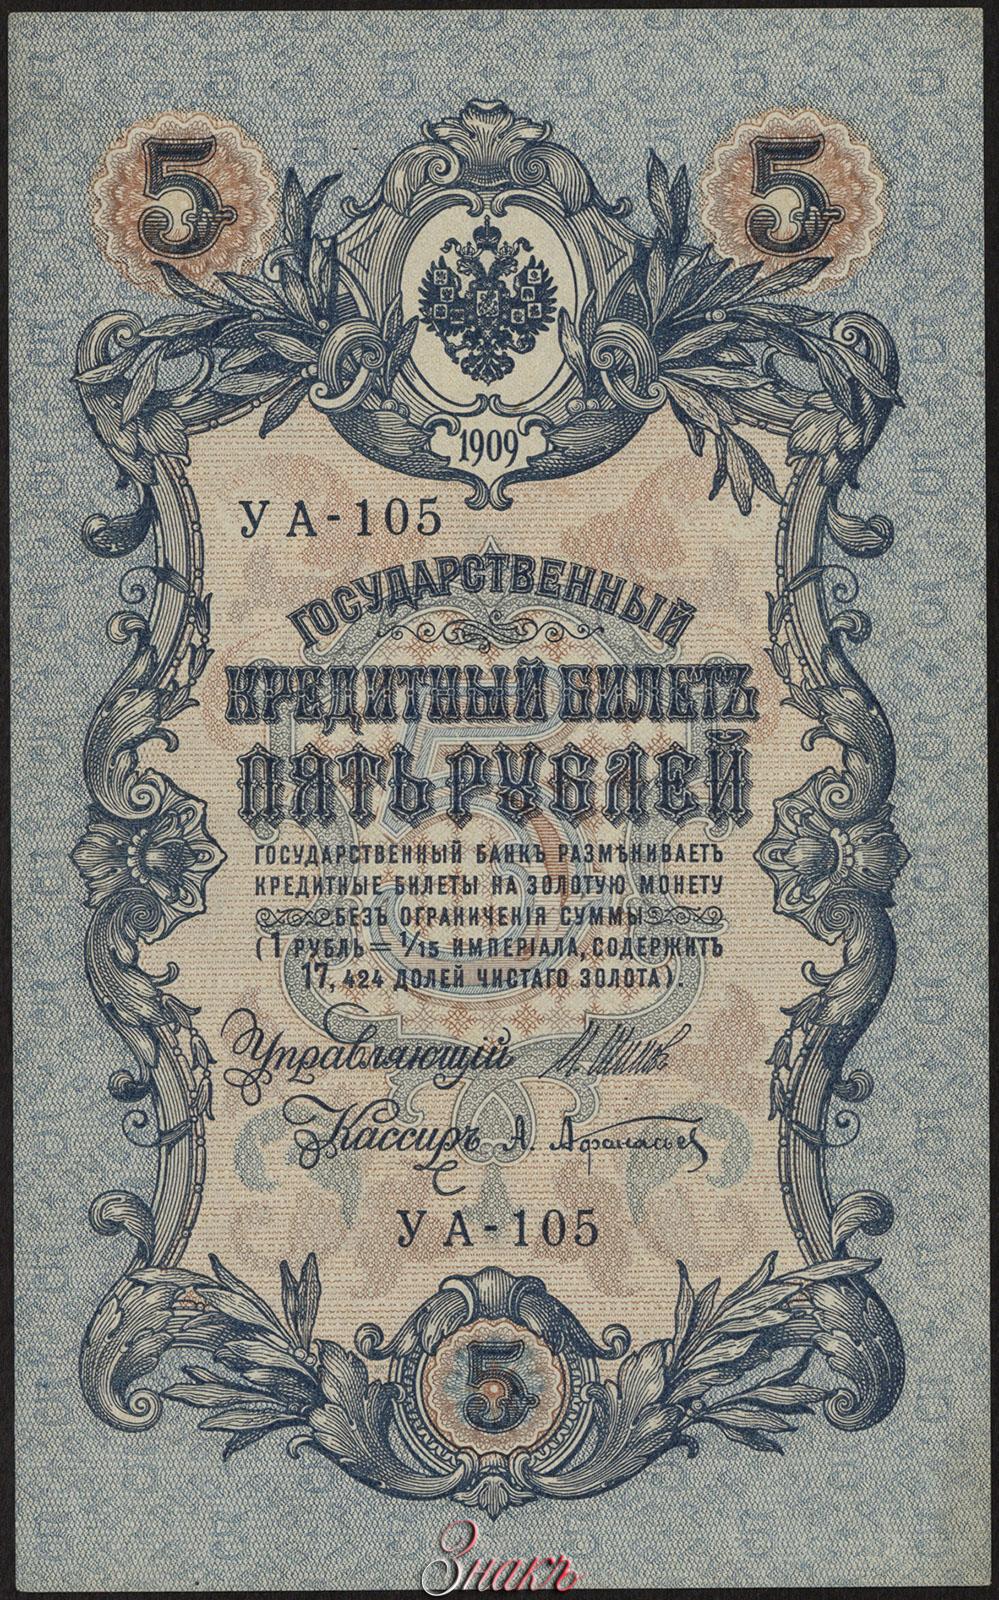 5 5
1909
УА-105
ГОСУДАРСТВЕННЫЙ
КРЕДИТНЫЙ БИЛЕТЪ
ПЯТЬ РУБЛЕЙ
ГОСУДАРСТВЕННЫЙ БАНКЪ РАЗМѢНИВАЕТЪ
КРЕДИТНЫЕ БИЛЕТЫ НА ЗОЛОТУЮ МОНЕТУ
БЕЗЪ ОГРАНИЧЕНІЯ СУММЫ
(1 РУБЛЬ = 1/15 ИМПЕРІАЛА, СОДЕРЖИТЪ
17,424 ДОЛЕЙ ЧИСТАГО ЗОЛОТА).
Управляющій И. Шипов
Кассиръ А. Афанасьев
УА-105
5
Знакъ